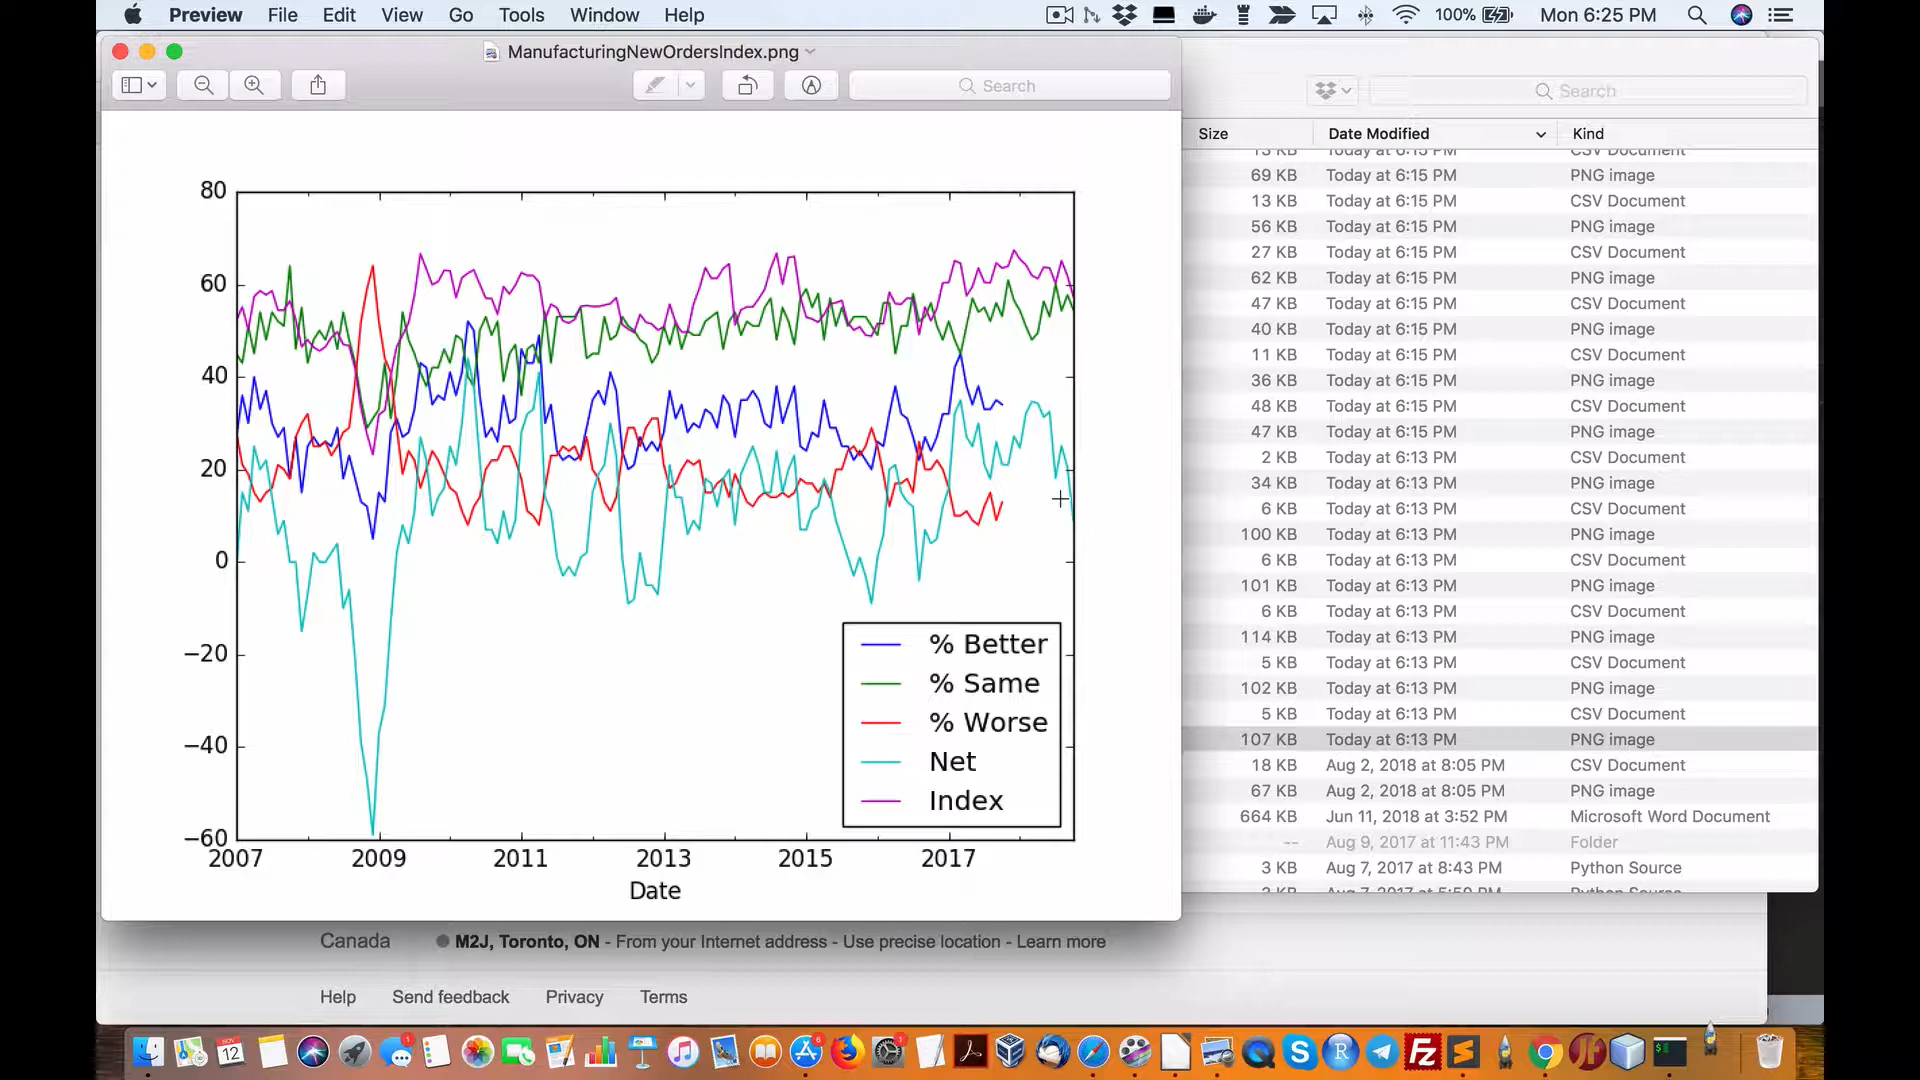 Preview File Edit View Go Tools Window Help 100% Mon 6:25 PM
ManufacturingNewOrdersIndex.png
Search
Search
Size Date Modified Kind
13 KB Today at 6:15 PM CSV Document
69 KB Today at 6:15 PM PNG image
13 KB Today at 6:15 PM CSV Document
56 KB Today at 6:15 PM PNG image
27 KB Today at 6:15 PM CSV Document
62 KB Today at 6:15 PM PNG image
47 KB Today at 6:15 PM CSV Document
40 KB Today at 6:15 PM PNG image
11 KB Today at 6:15 PM CSV Document
36 KB Today at 6:15 PM PNG image
48 KB Today at 6:15 PM CSV Document
47 KB Today at 6:15 PM PNG image
2 KB Today at 6:13 PM CSV Document
34 KB Today at 6:13 PM PNG image
6 KB Today at 6:13 PM CSV Document
100 KB Today at 6:13 PM PNG image
6 KB Today at 6:13 PM CSV Document
101 KB Today at 6:13 PM PNG image
6 KB Today at 6:13 PM CSV Document
114 KB Today at 6:13 PM PNG image
5 KB Today at 6:13 PM CSV Document
102 KB Today at 6:13 PM PNG image
5 KB Today at 6:13 PM CSV Document
107 KB Today at 6:13 PM PNG image
18 KB Aug 2, 2018 at 8:05 PM CSV Document
67 KB Aug 2, 2018 at 8:05 PM PNG image
664 KB Jun 11, 2018 at 3:52 PM Microsoft Word Document
-- Aug 9, 2017 at 11:43 PM Folder
3 KB Aug 7, 2017 at 8:43 PM Python Source
Python Source
80
60
40
20
0
−20
−40
−60
2007 2009 2011 2013 2015 2017
Date
% Better
% Same
% Worse
Net
Index
Canada M2J, Toronto, ON - From your Internet address - Use precise location - Learn more
Help Send feedback Privacy Terms
NOV
12